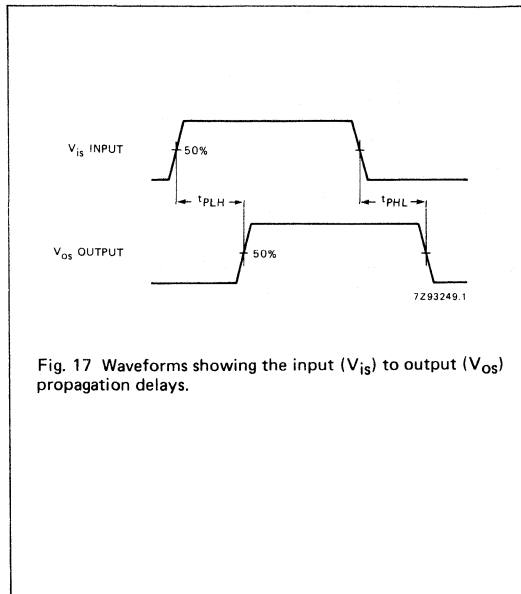 V_is INPUT
50%
t_PLH
t_PHL
V_os OUTPUT
50%
7Z93249.1
Fig. 17 Waveforms showing the input (V_is) to output (V_os)
propagation delays.